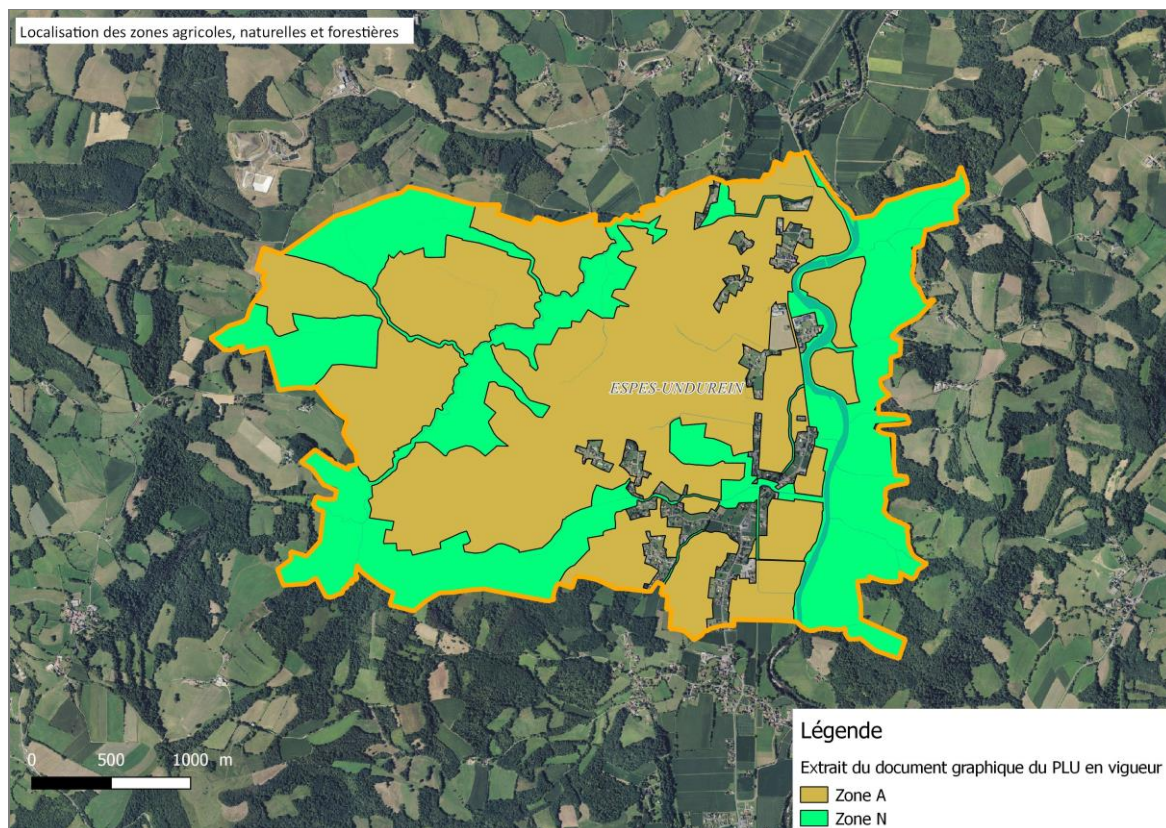 Localisation des zones agricoles, naturelles et forestières
ESPES-UNDUREIN
0 500 1000 m
Légende
Extrait du document graphique du PLU en vigueur
Zone A
Zone N